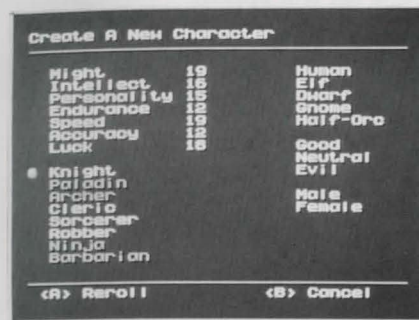 Create A New Character
Might 19 Human
Intellect 16 Elf
Personality 15 Dwarf
Endurance 12 Gnome
Speed 19 Half-Orc
Accuracy 12
Luck 18 Good
Neutral
Knight Evil
Paladin
Archer Male
Cleric Female
Sorcerer
Robber
Ninja
Barbarian
<A> Reroll <B> Cancel